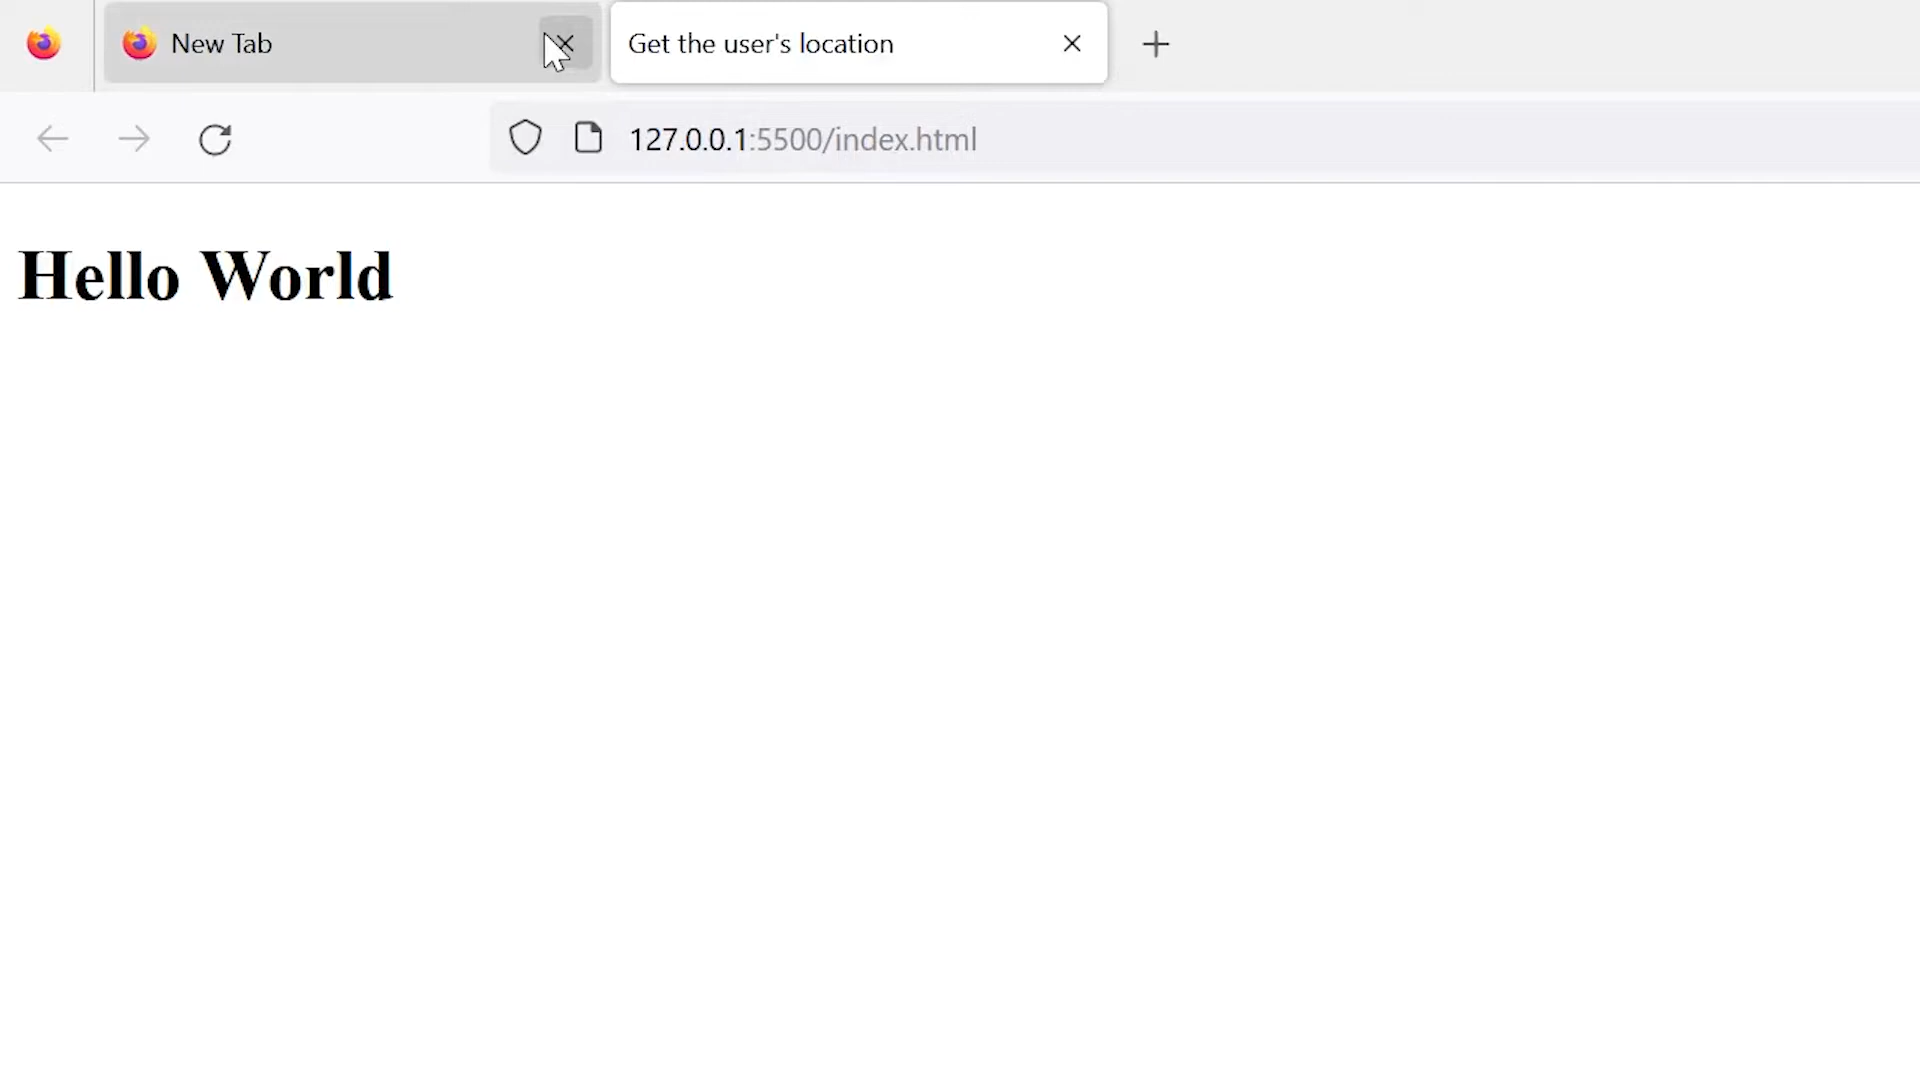 New Tab
Get the user's location
127.0.0.1:5500/index.html
Hello World